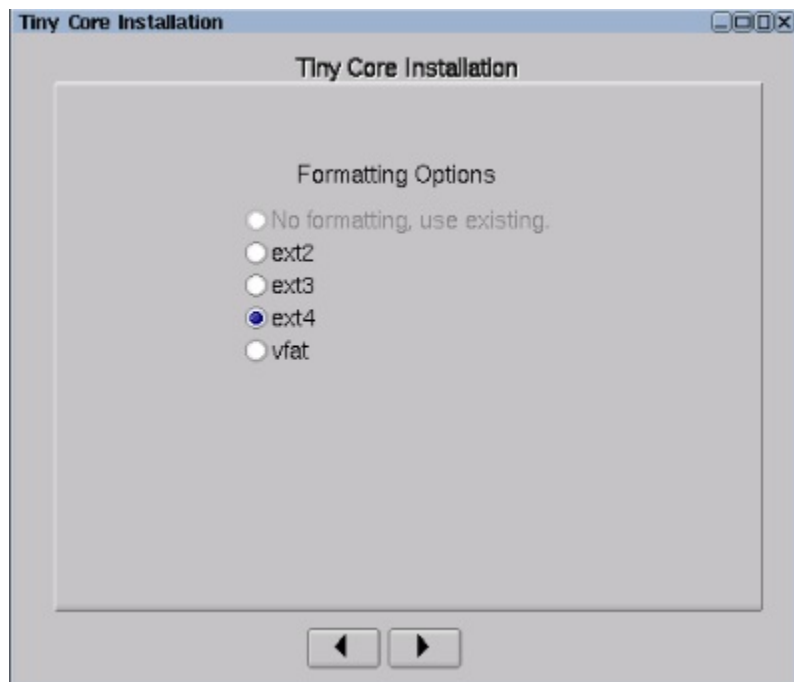 Tiny Core Installation
Tiny Core Installation
Formatting Options
No formatting, use existing.
ext2
ext3
ext4
vfat